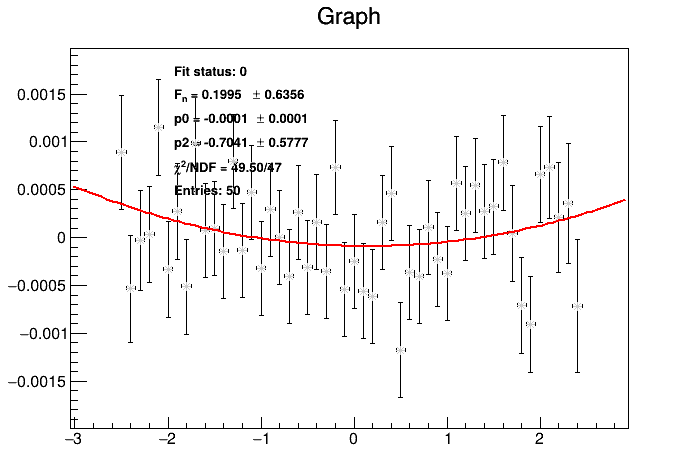 Graph
Fit status: 0
Fn = 0.1995 ± 0.6356
p0 = -0.0001 ± 0.0001
p2 = -0.7041 ± 0.5777
χ²/NDF = 49.50/47
Entries: 50
0.0015
0.001
0.0005
0
−0.0005
−0.001
−0.0015
−3 −2 −1 0 1 2